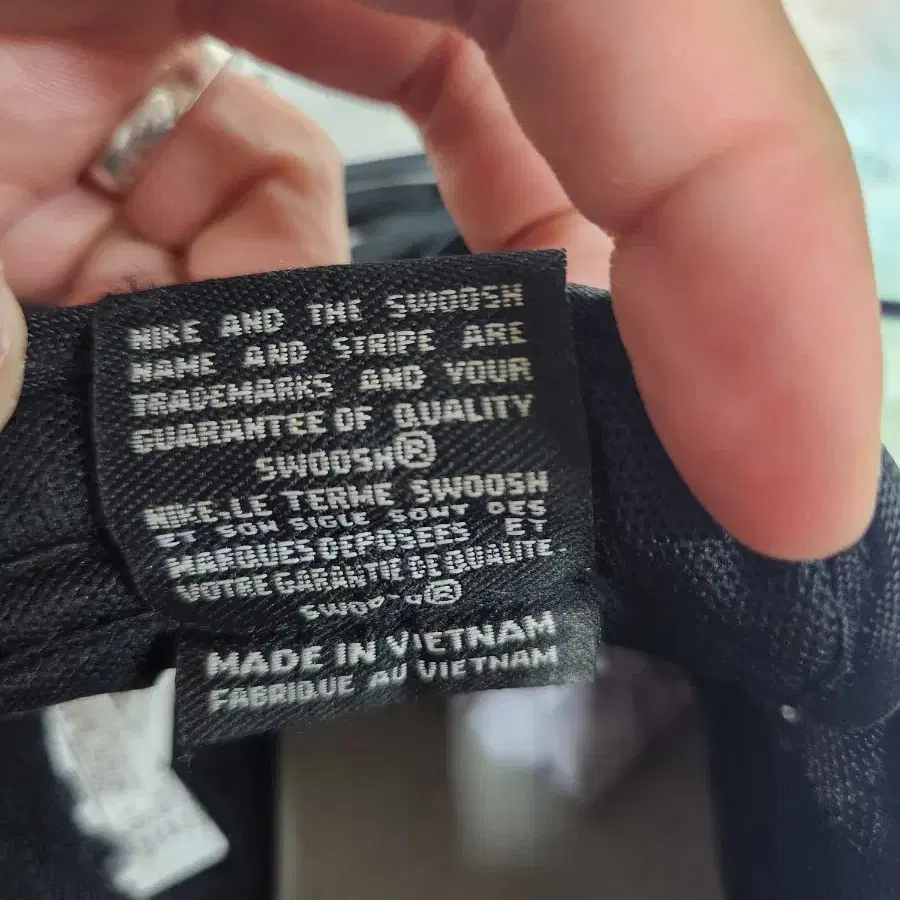 NIKE AND THE SWOOSH
NAME AND STRIPE ARE
TRADEMARKS AND YOUR
GUARANTEE OF QUALITY
SWOOSH®
NIKE.LE TERME SWOOSH
ET SON SIGLE SONT DES
MARQUES DEPOSEES ET
VOTRE GARANTIE DE QUALITE.
®
MADE IN VIETNAM
FABRIQUE AU VIETNAM